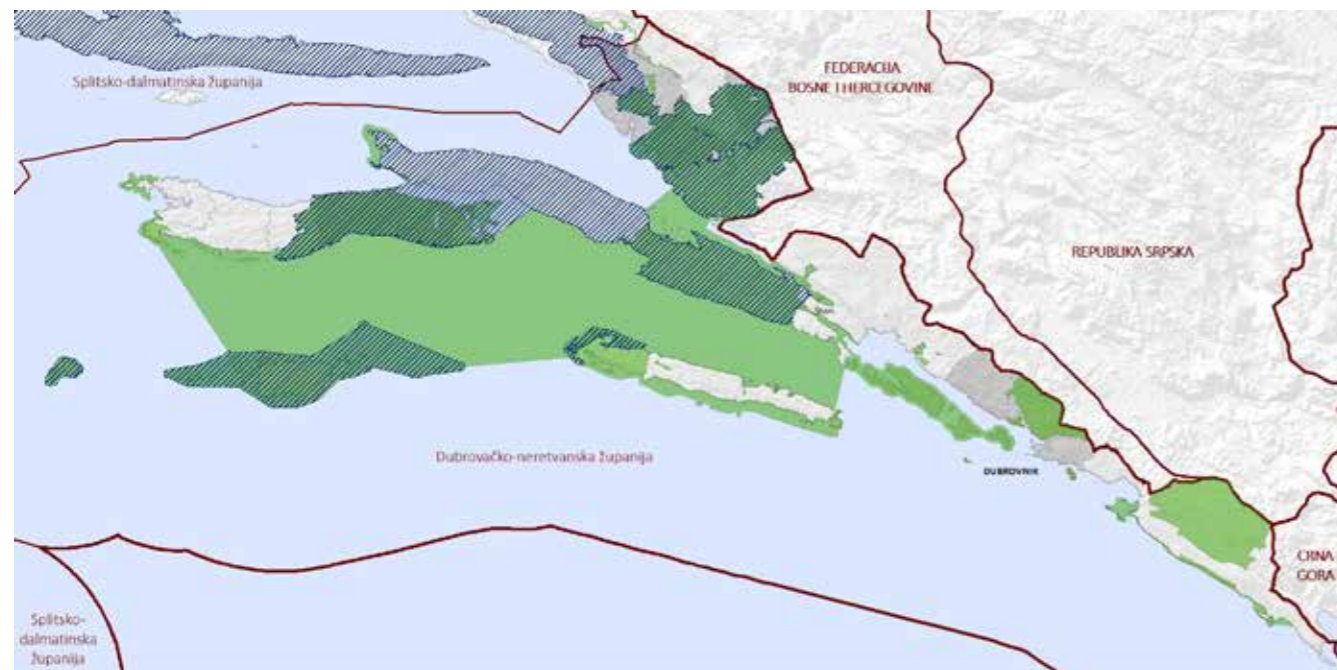 Splitsko-dalmatinska županija
FEDERACIJA
BOSNE I HERCEGOVINE
REPUBLIKA SRPSKA
Dubrovačko-neretvanska županija
DUBROVNIK
CRNA
GORA
Splitsko-
dalmatinska
županija